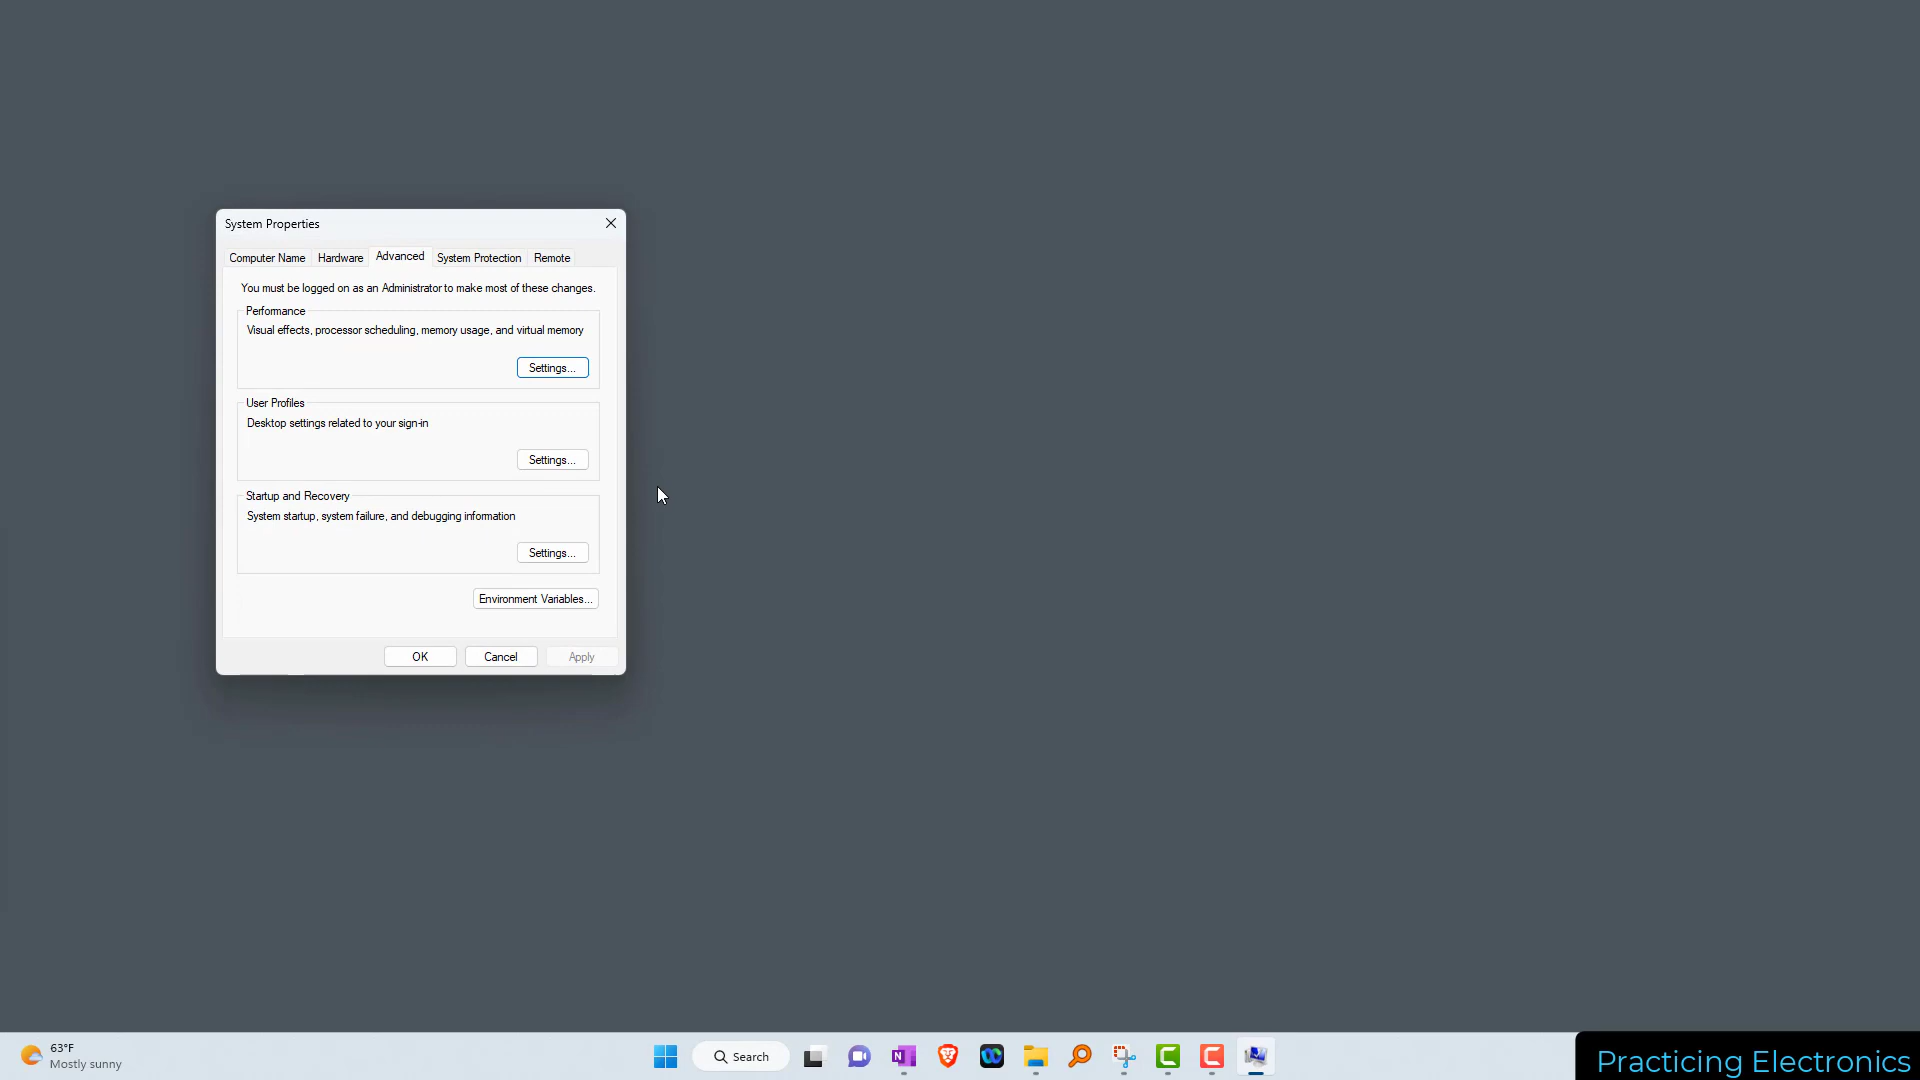 System Properties
Computer Name Hardware Advanced System Protection Remote
You must be logged on as an Administrator to make most of these changes.
Performance
Visual effects, processor scheduling, memory usage, and virtual memory
Settings...
User Profiles
Desktop settings related to your sign-in
Settings...
Startup and Recovery
System startup, system failure, and debugging information
Settings...
Environment Variables...
OK Cancel Apply
63°F
Mostly sunny
Search
N
Practicing Electronics